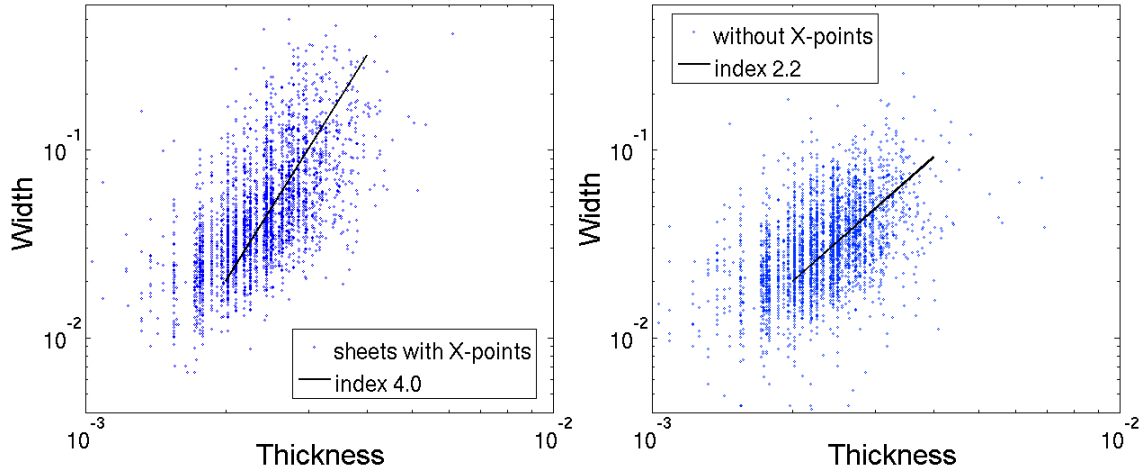 10^-1
10^-2
Width
10^-3
10^-2
Thickness
sheets with X-points
index 4.0
10^-1
10^-2
Width
10^-3
10^-2
Thickness
without X-points
index 2.2